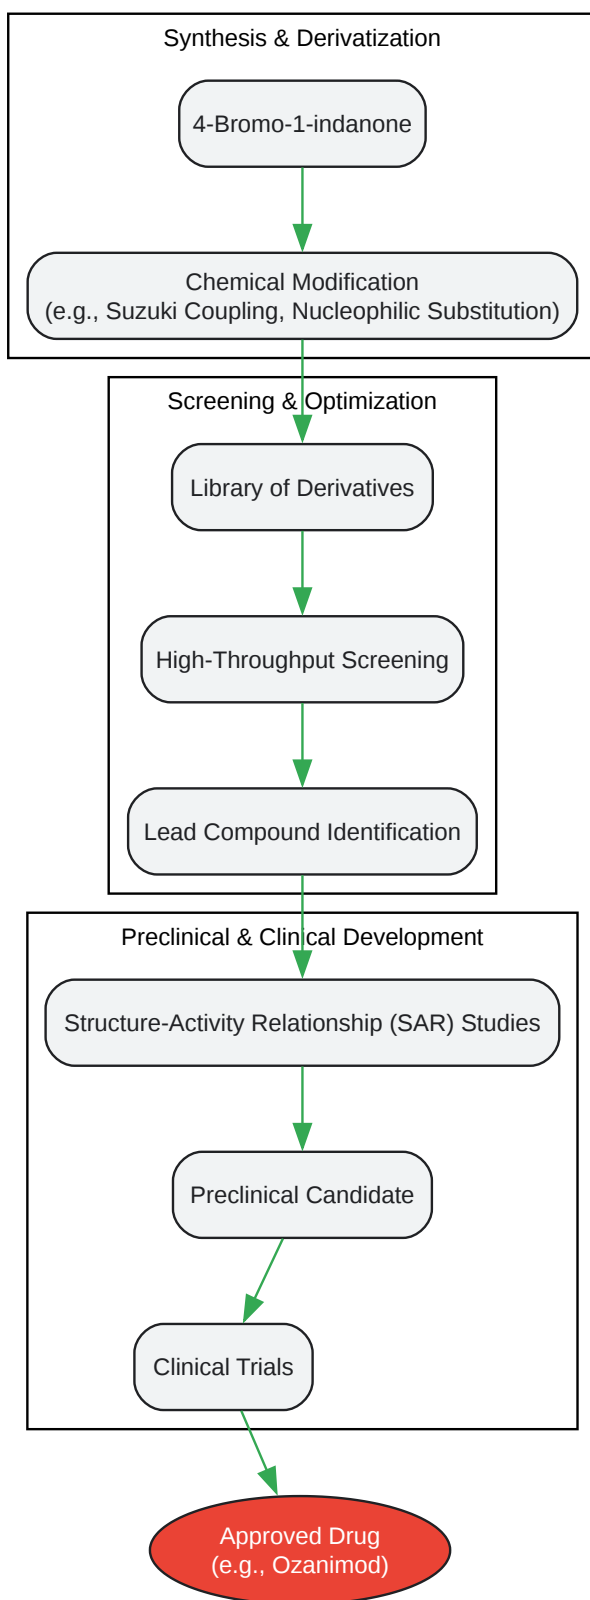 Synthesis & Derivatization
4-Bromo-1-indanone
Chemical Modification
(e.g., Suzuki Coupling, Nucleophilic Substitution)
Screening & Optimization
Library of Derivatives
High-Throughput Screening
Lead Compound Identification
Preclinical & Clinical Development
Structure-Activity Relationship (SAR) Studies
Preclinical Candidate
Clinical Trials
Approved Drug
(e.g., Ozanimod)